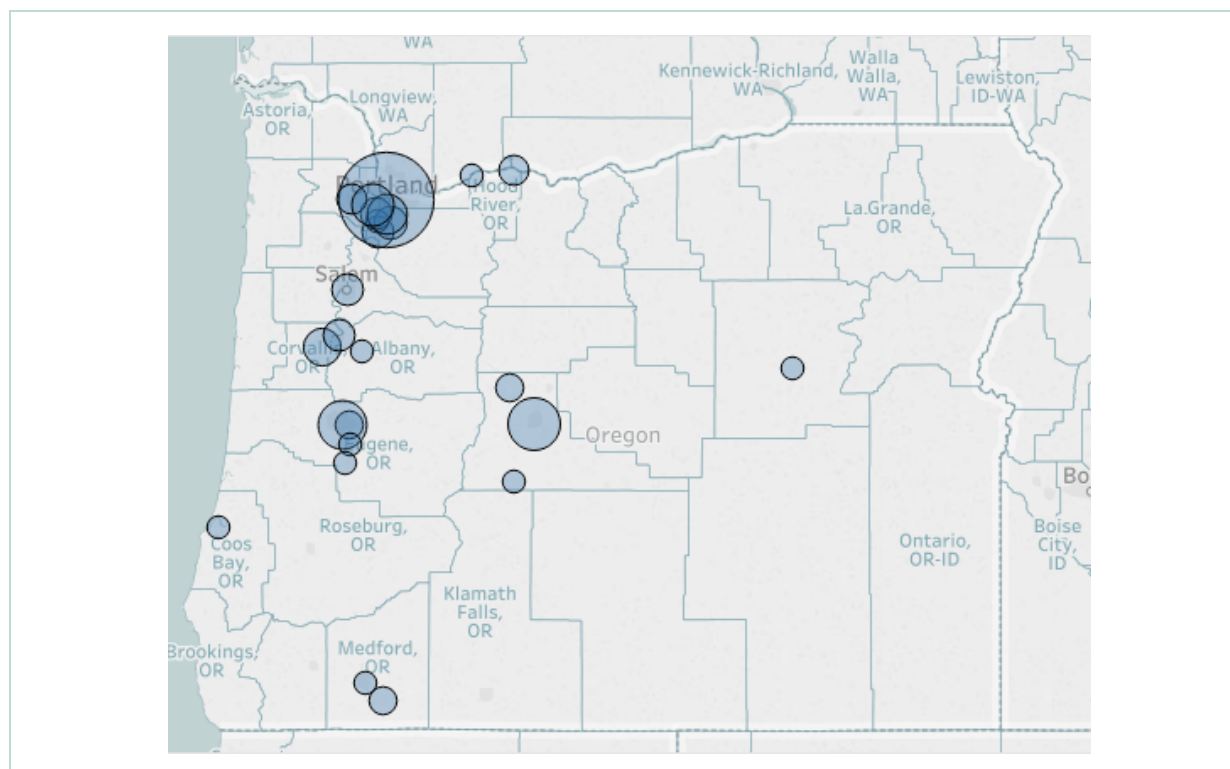 WA
Kennewick-Richland,
WA
Walla
Walla,
WA
Lewiston,
ID-WA
Astoria,
OR
Longview,
WA
Portland
Hood
River,
OR
La Grande,
OR
Salem
Albany,
OR
OR
Oregon
OR
Coos
Bay,
OR
Roseburg,
OR
Klamath
Falls,
OR
Ontario,
OR-ID
Bo
Boise
City,
ID
Brookings,
OR
Medford,
OR